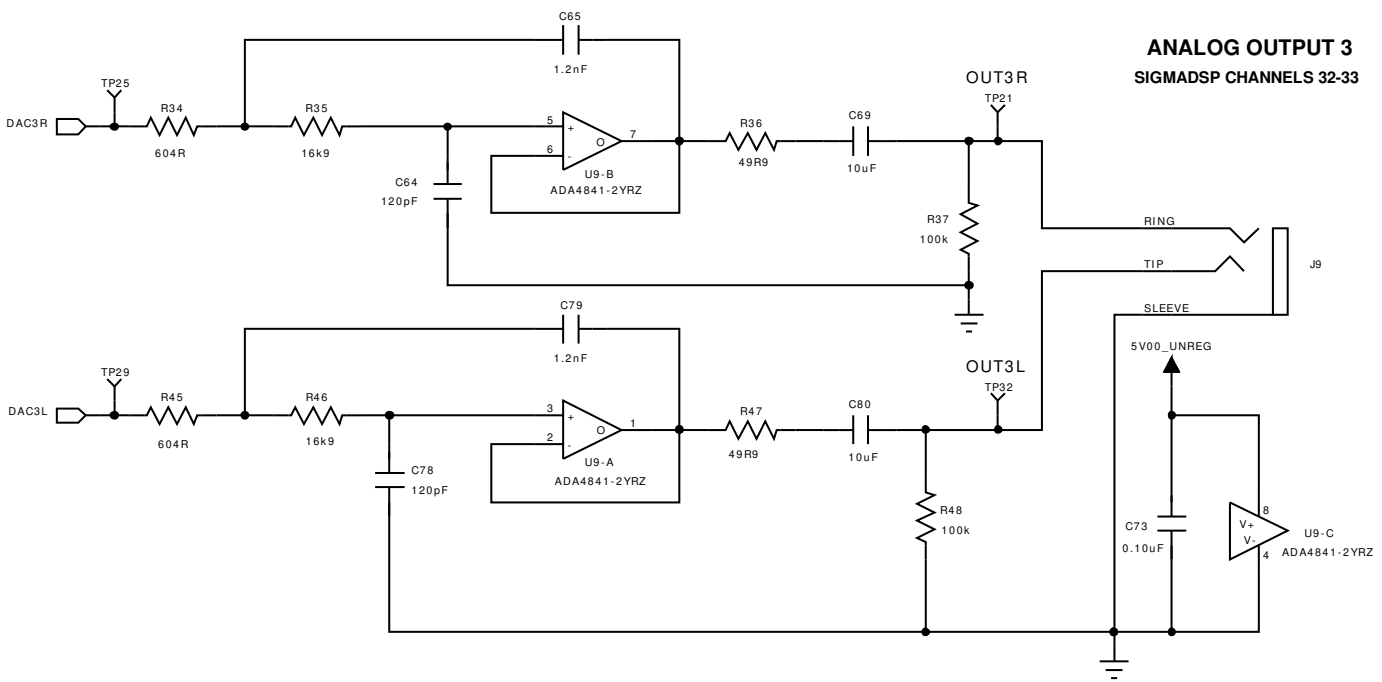 ANALOG OUTPUT 3
SIGMADSP CHANNELS 32-33
C65
1.2nF
TP25
DAC3R
R34
604R
R35
16k9
C64
120pF
5
+
6
-
O
7
U9-B
ADA4841-2YRZ
R36
49R9
C69
10uF
OUT3R
TP21
R37
100k
RING
TIP
SLEEVE
J9
C79
1.2nF
TP29
DAC3L
R45
604R
R46
16k9
C78
120pF
3
+
2
-
O
1
U9-A
ADA4841-2YRZ
R47
49R9
C80
10uF
OUT3L
TP32
R48
100k
5V00_UNREG
C73
0.10uF
8
V+
V-
4
U9-C
ADA4841-2YRZ